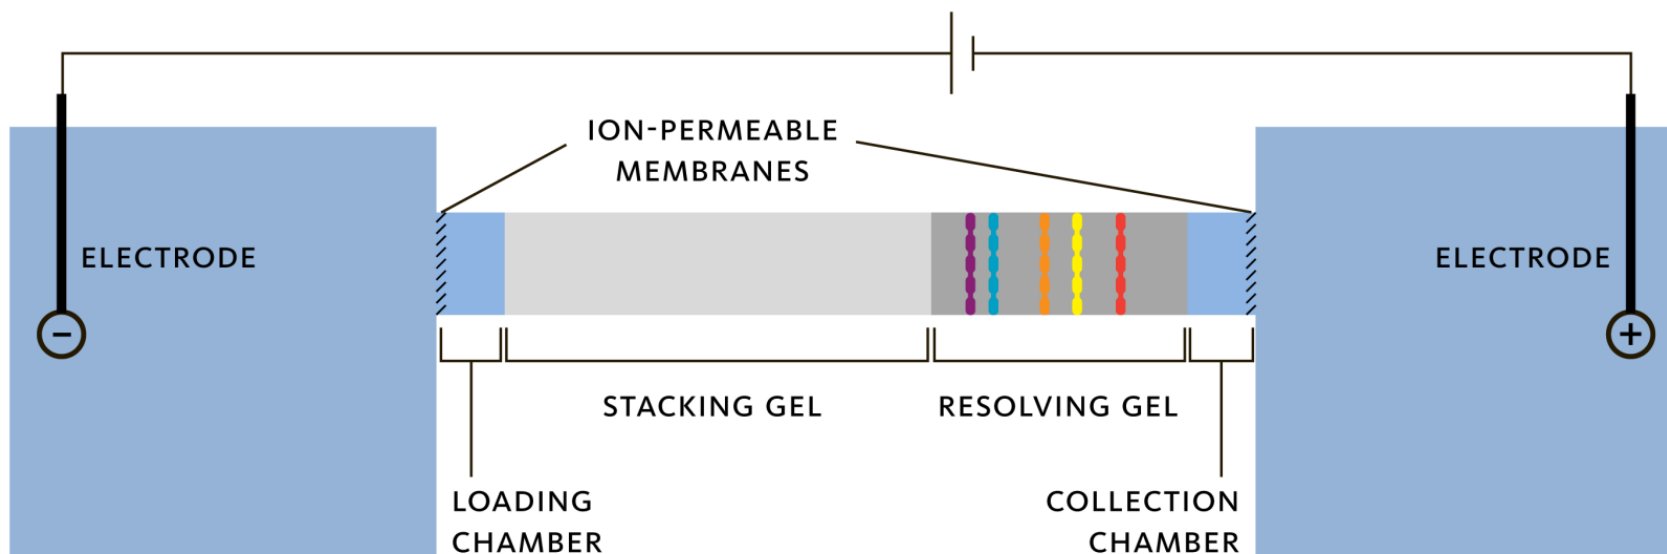 ION-PERMEABLE
MEMBRANES
ELECTRODE
ELECTRODE
−
+
STACKING GEL
RESOLVING GEL
LOADING
CHAMBER
COLLECTION
CHAMBER